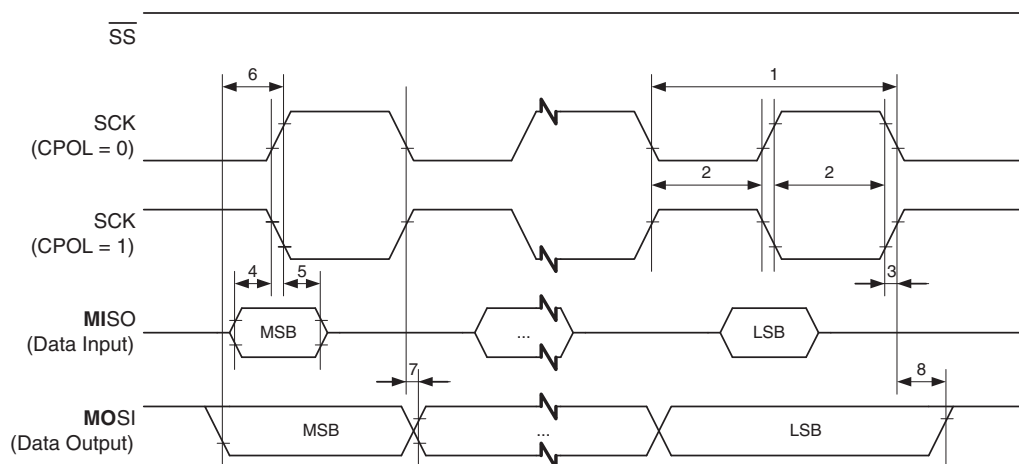 SS
6
1
SCK
(CPOL = 0)
2
2
SCK
(CPOL = 1)
4
5
3
MISO
(Data Input)
MSB
...
LSB
7
8
MOSI
(Data Output)
MSB
...
LSB